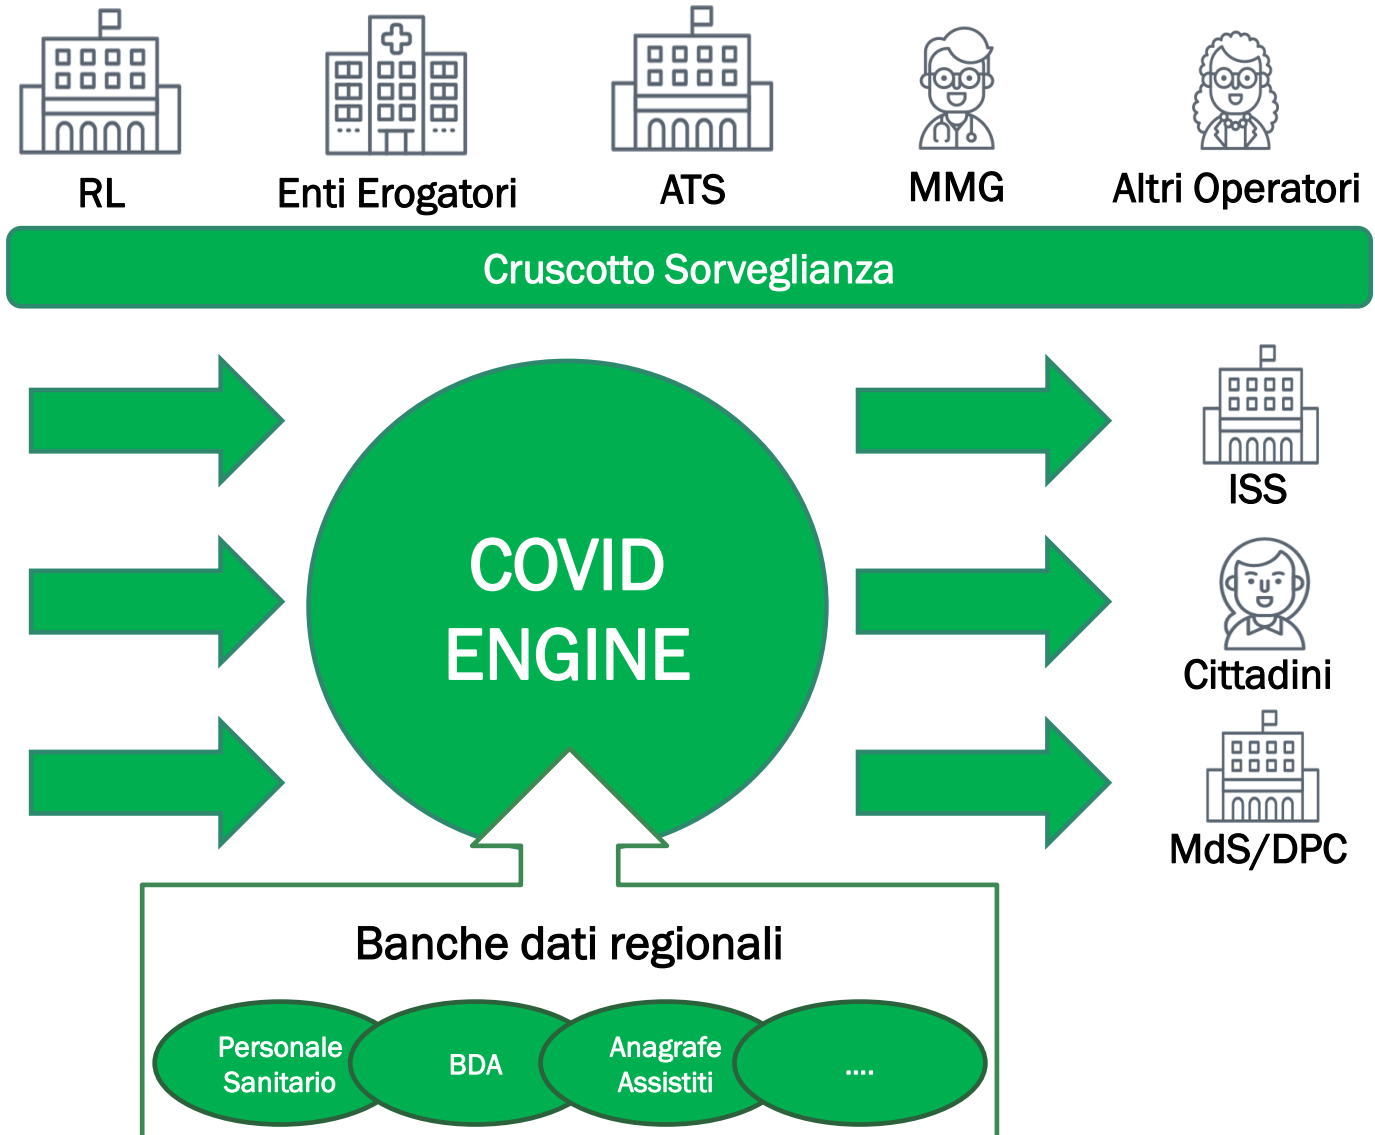 RL
Enti Erogatori
ATS
MMG
Altri Operatori
Cruscotto Sorveglianza
COVID
ENGINE
ISS
Cittadini
MdS/DPC
Banche dati regionali
Personale
Sanitario
BDA
Anagrafe
Assistiti
....